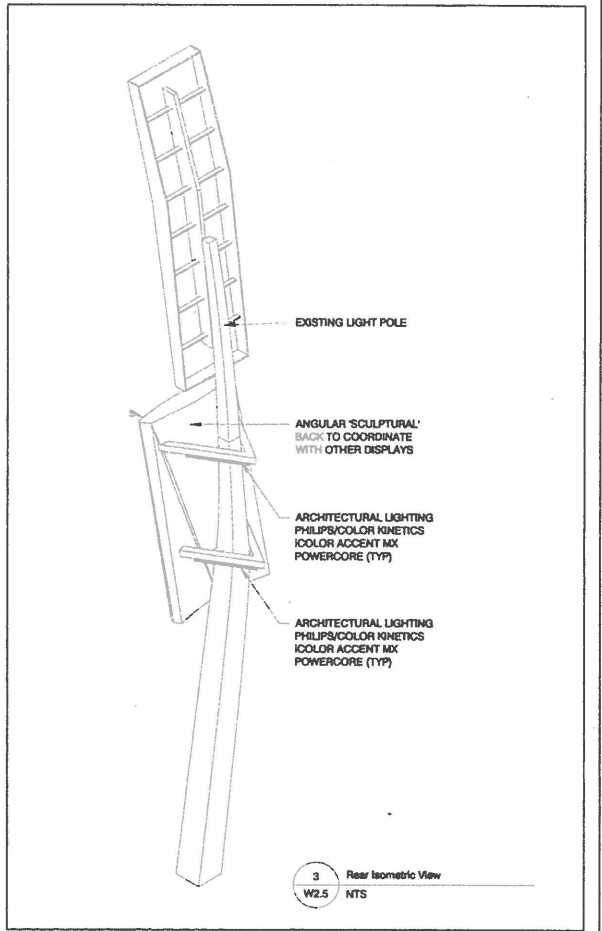 EXISTING LIGHT POLE
ANGULAR 'SCULPTURAL'
BACK TO COORDINATE
WITH OTHER DISPLAYS
ARCHITECTURAL LIGHTING
PHILIPS/COLOR KINETICS
ICOLOR ACCENT MX
POWERCORE (TYP)
ARCHITECTURAL LIGHTING
PHILIPS/COLOR KINETICS
ICOLOR ACCENT MX
POWERCORE (TYP)
3 Rear Isometric View
W2.5 NTS